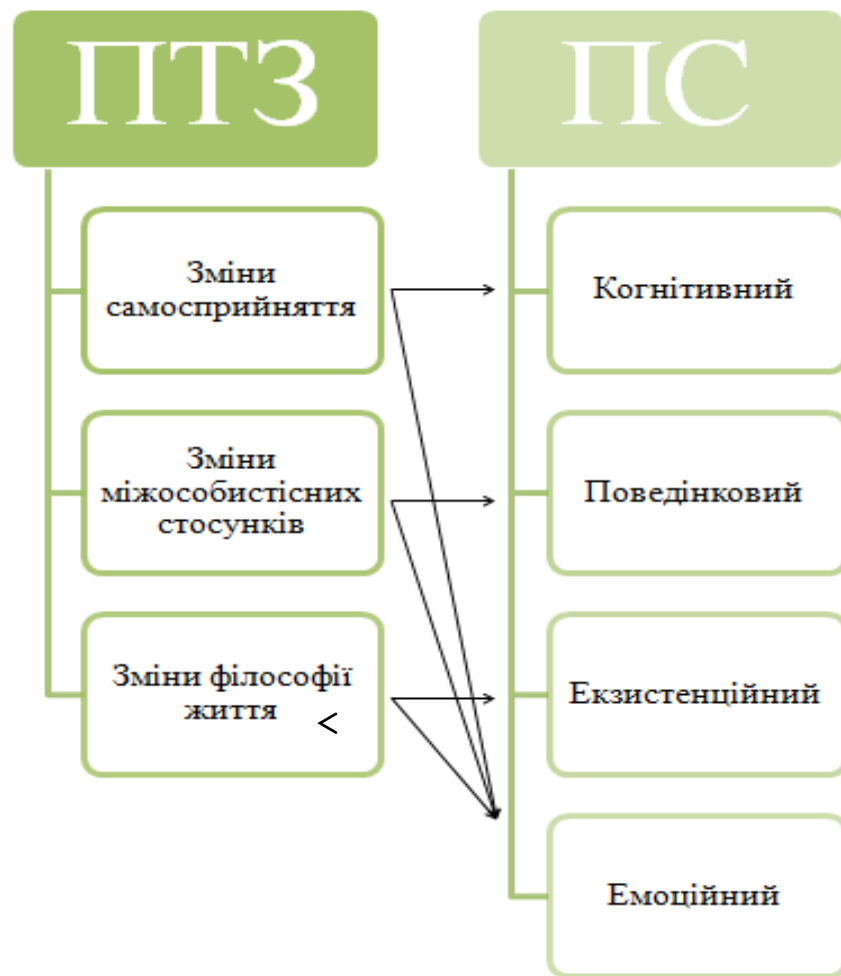 ПТЗ
Зміни
самосприйняття
Зміни
міжособистісних
стосунків
Зміни філософії
життя
<
ПС
Когнітивний
Поведінковий
Екзистенційний
Емоційний